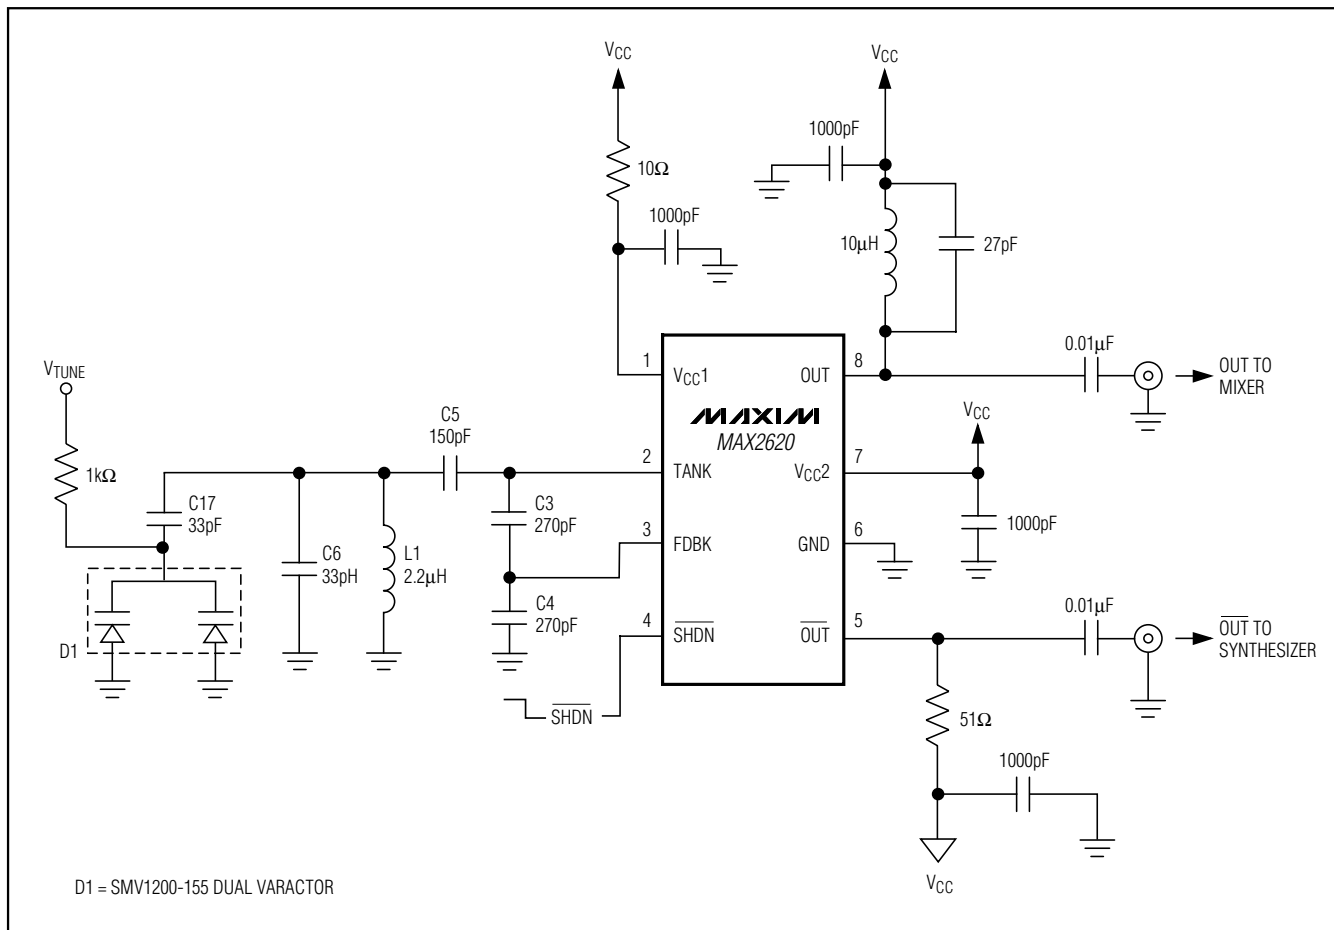 VCC
VCC
1000pF
10Ω
1000pF
10μH
27pF
VTUNE
1
VCC1
OUT
8
0.01μF
OUT TO
MIXER
MAXIM
MAX2620
C5
150pF
VCC
1kΩ
2
TANK
VCC2
7
C17
33pF
C3
270pF
1000pF
3
FDBK
GND
6
C6
33pH
L1
2.2μH
C4
270pF
0.01μF
4
SHDN
OUT
5
OUT TO
SYNTHESIZER
D1
SHDN
51Ω
1000pF
VCC
D1 = SMV1200-155 DUAL VARACTOR